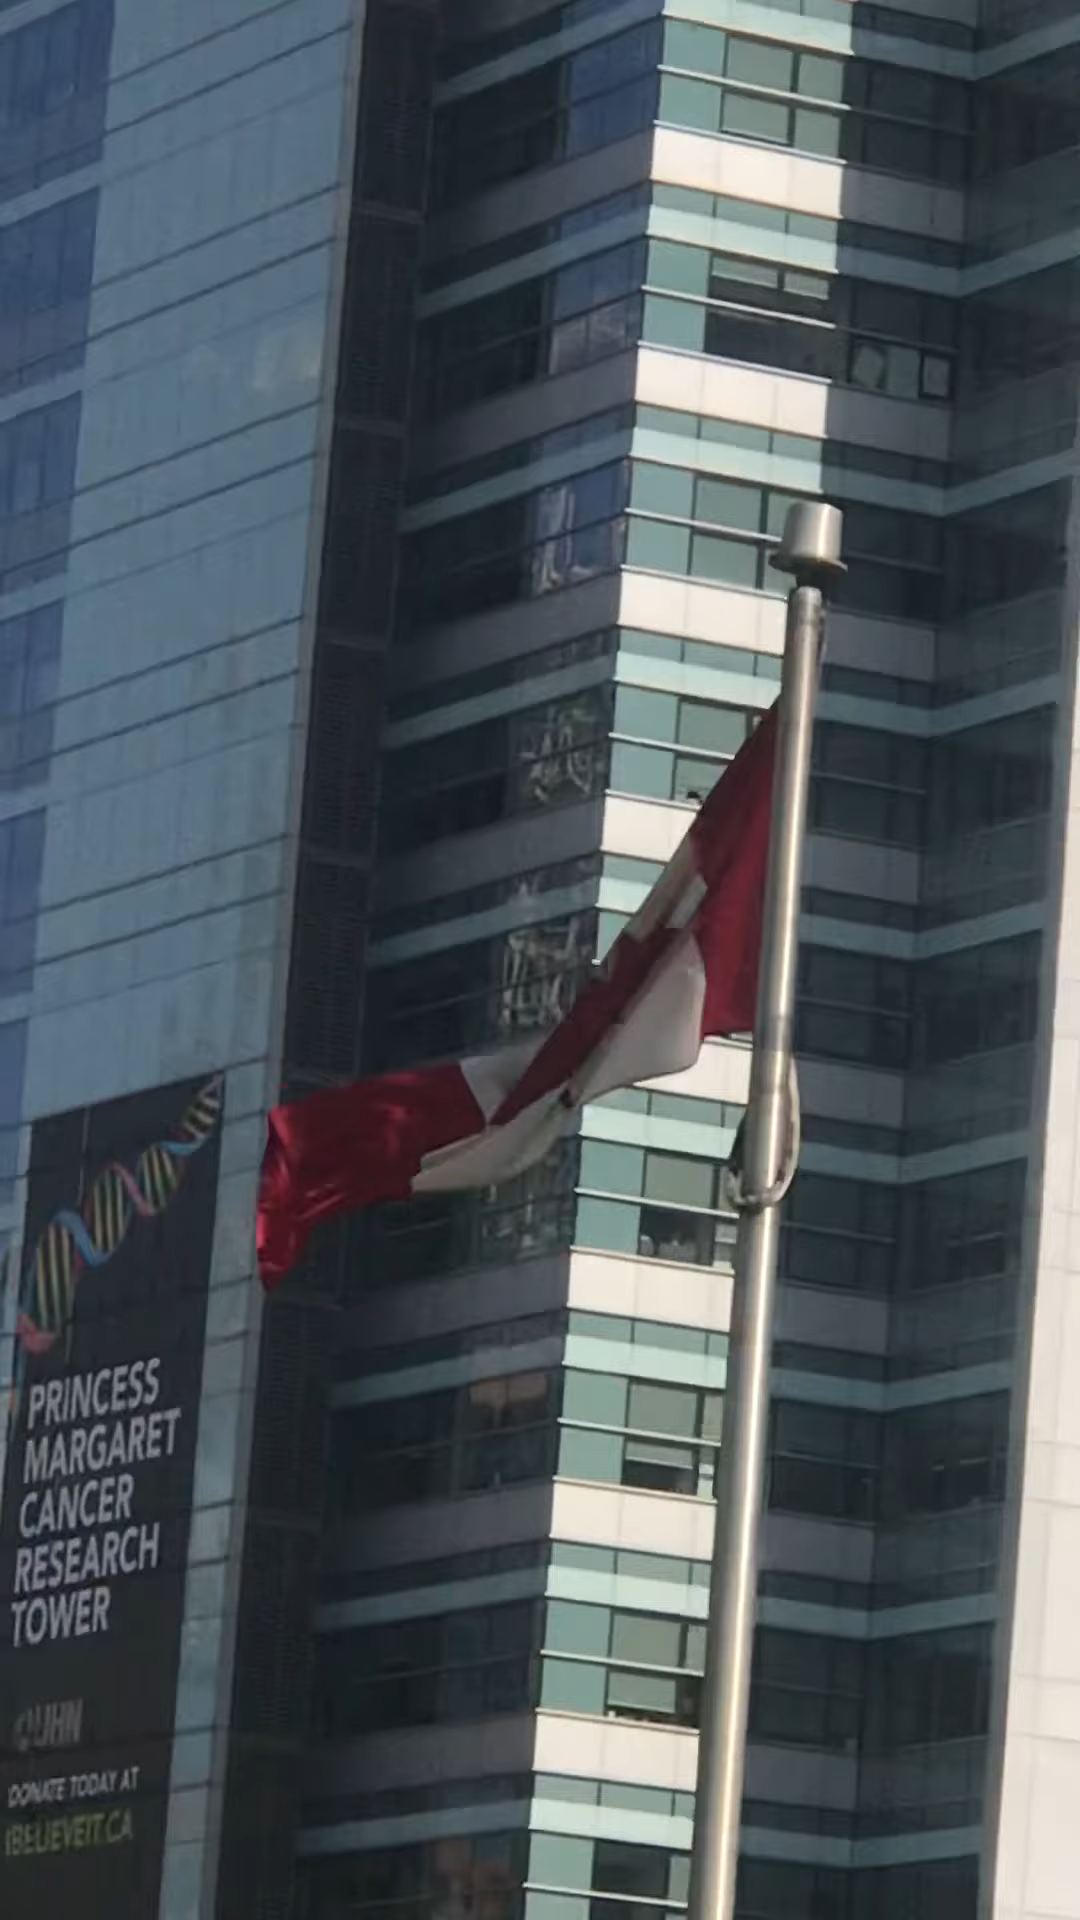 PRINCESS
MARGARET
CANCER
RESEARCH
TOWER
UHN
DONATE TODAY AT
IBELIEVEIT.CA